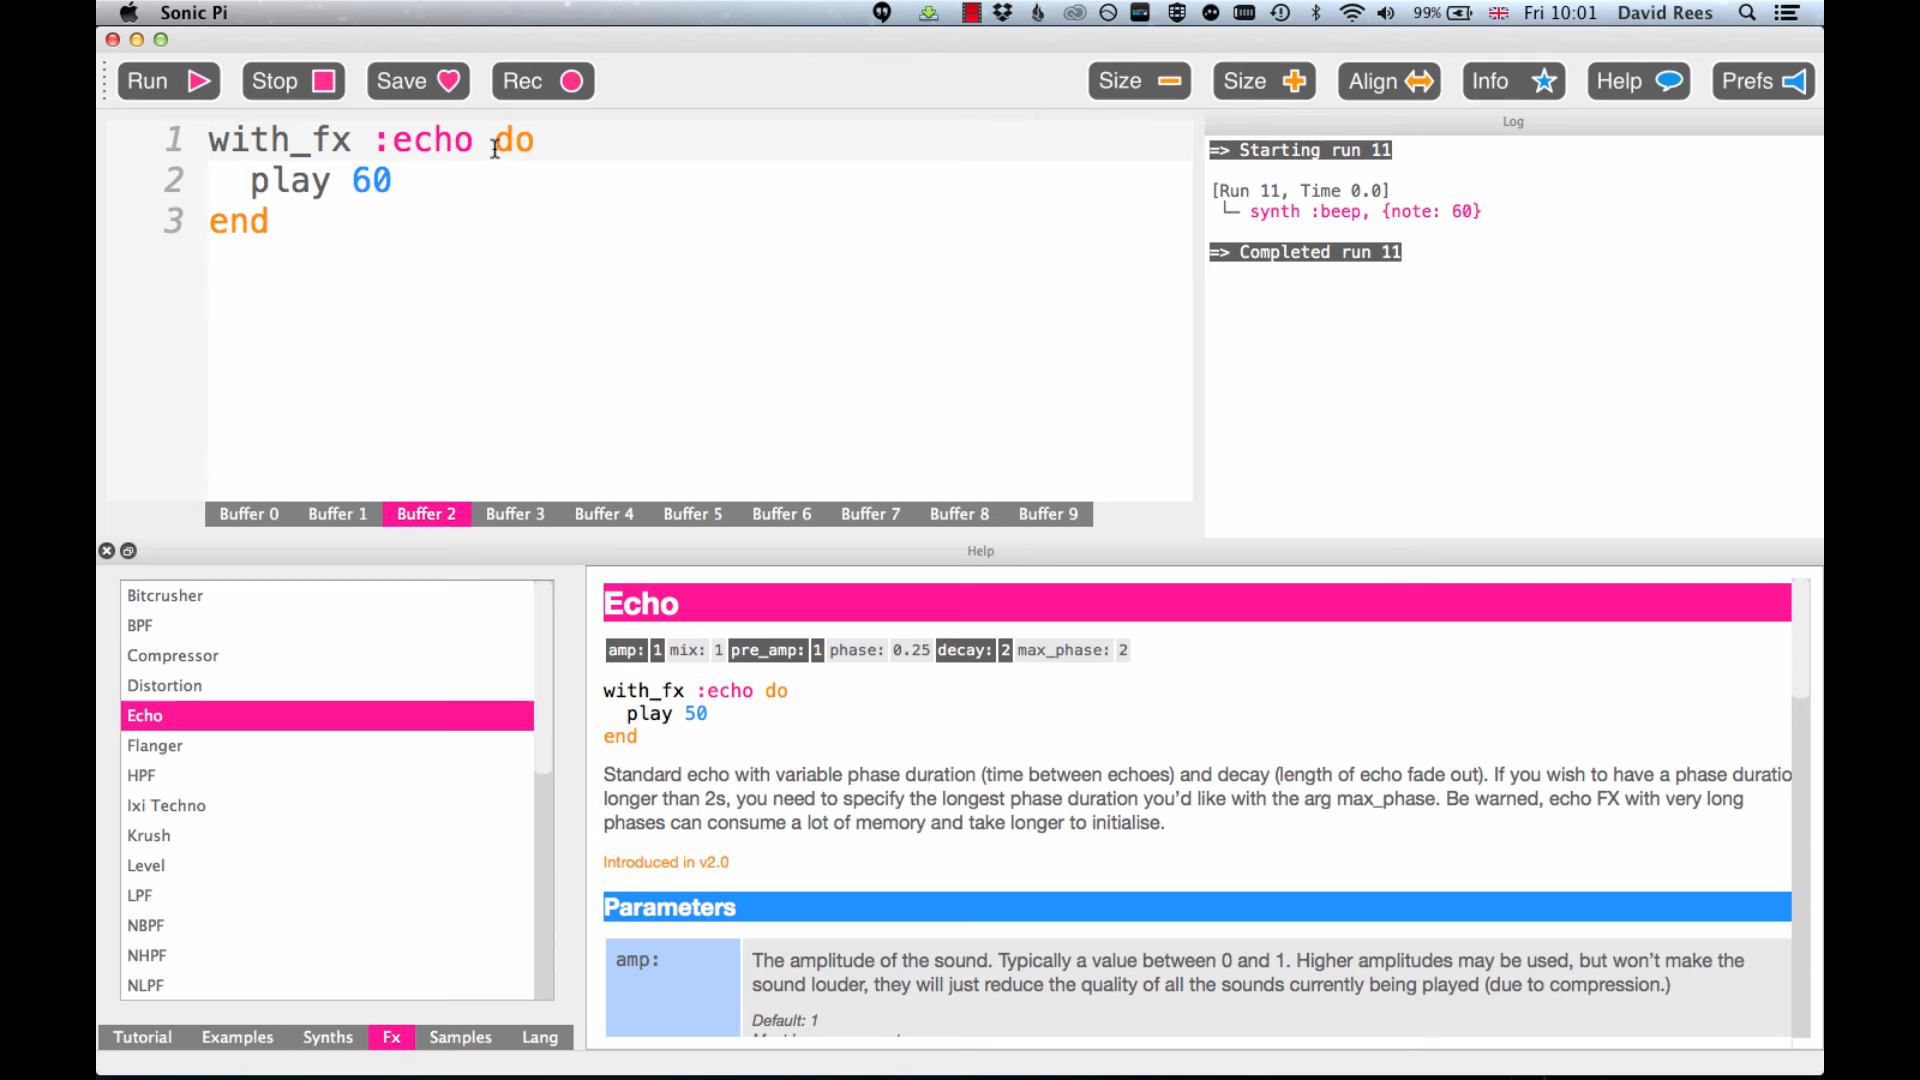 Sonic Pi
99%
Fri 10:01 David Rees
Run
Stop
Save
Rec
Size
Size
Align
Info
Help
Prefs
1 with_fx :echo do
2 play 60
3 end
Log
=> Starting run 11
[Run 11, Time 0.0]
└─ synth :beep, {note: 60}
=> Completed run 11
Buffer 0 Buffer 1 Buffer 2 Buffer 3 Buffer 4 Buffer 5 Buffer 6 Buffer 7 Buffer 8 Buffer 9
Help
Bitcrusher
BPF
Compressor
Distortion
Echo
Flanger
HPF
Ixi Techno
Krush
Level
LPF
NBPF
NHPF
NLPF
Tutorial Examples Synths Fx Samples Lang
Echo
amp: 1 mix: 1 pre_amp: 1 phase: 0.25 decay: 2 max_phase: 2
with_fx :echo do
play 50
end
Standard echo with variable phase duration (time between echoes) and decay (length of echo fade out). If you wish to have a phase duratio
longer than 2s, you need to specify the longest phase duration you'd like with the arg max_phase. Be warned, echo FX with very long
phases can consume a lot of memory and take longer to initialise.
Introduced in v2.0
Parameters
amp:
The amplitude of the sound. Typically a value between 0 and 1. Higher amplitudes may be used, but won't make the
sound louder, they will just reduce the quality of all the sounds currently being played (due to compression.)
Default: 1